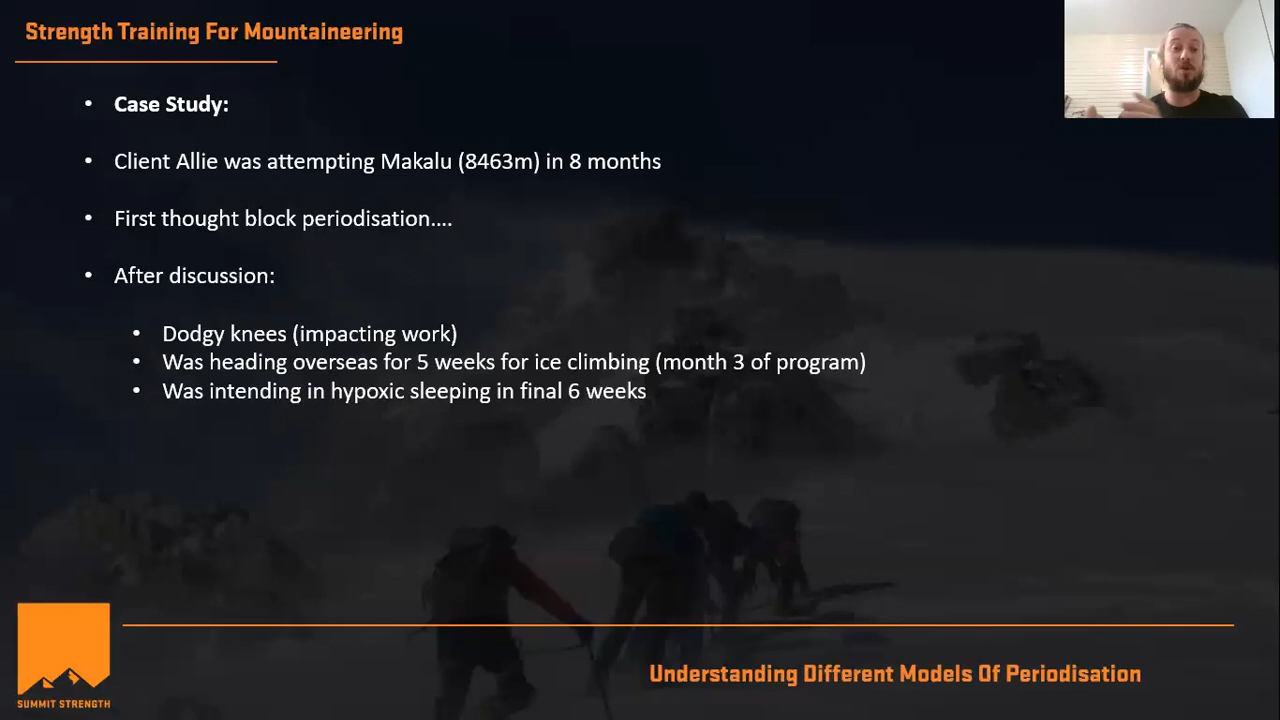 Strength Training For Mountaineering
• Case Study:
• Client Allie was attempting Makalu (8463m) in 8 months
• First thought block periodisation....
• After discussion:
• Dodgy knees (impacting work)
• Was heading overseas for 5 weeks for ice climbing (month 3 of program)
• Was intending in hypoxic sleeping in final 6 weeks
SUMMIT STRENGTH
Understanding Different Models Of Periodisation